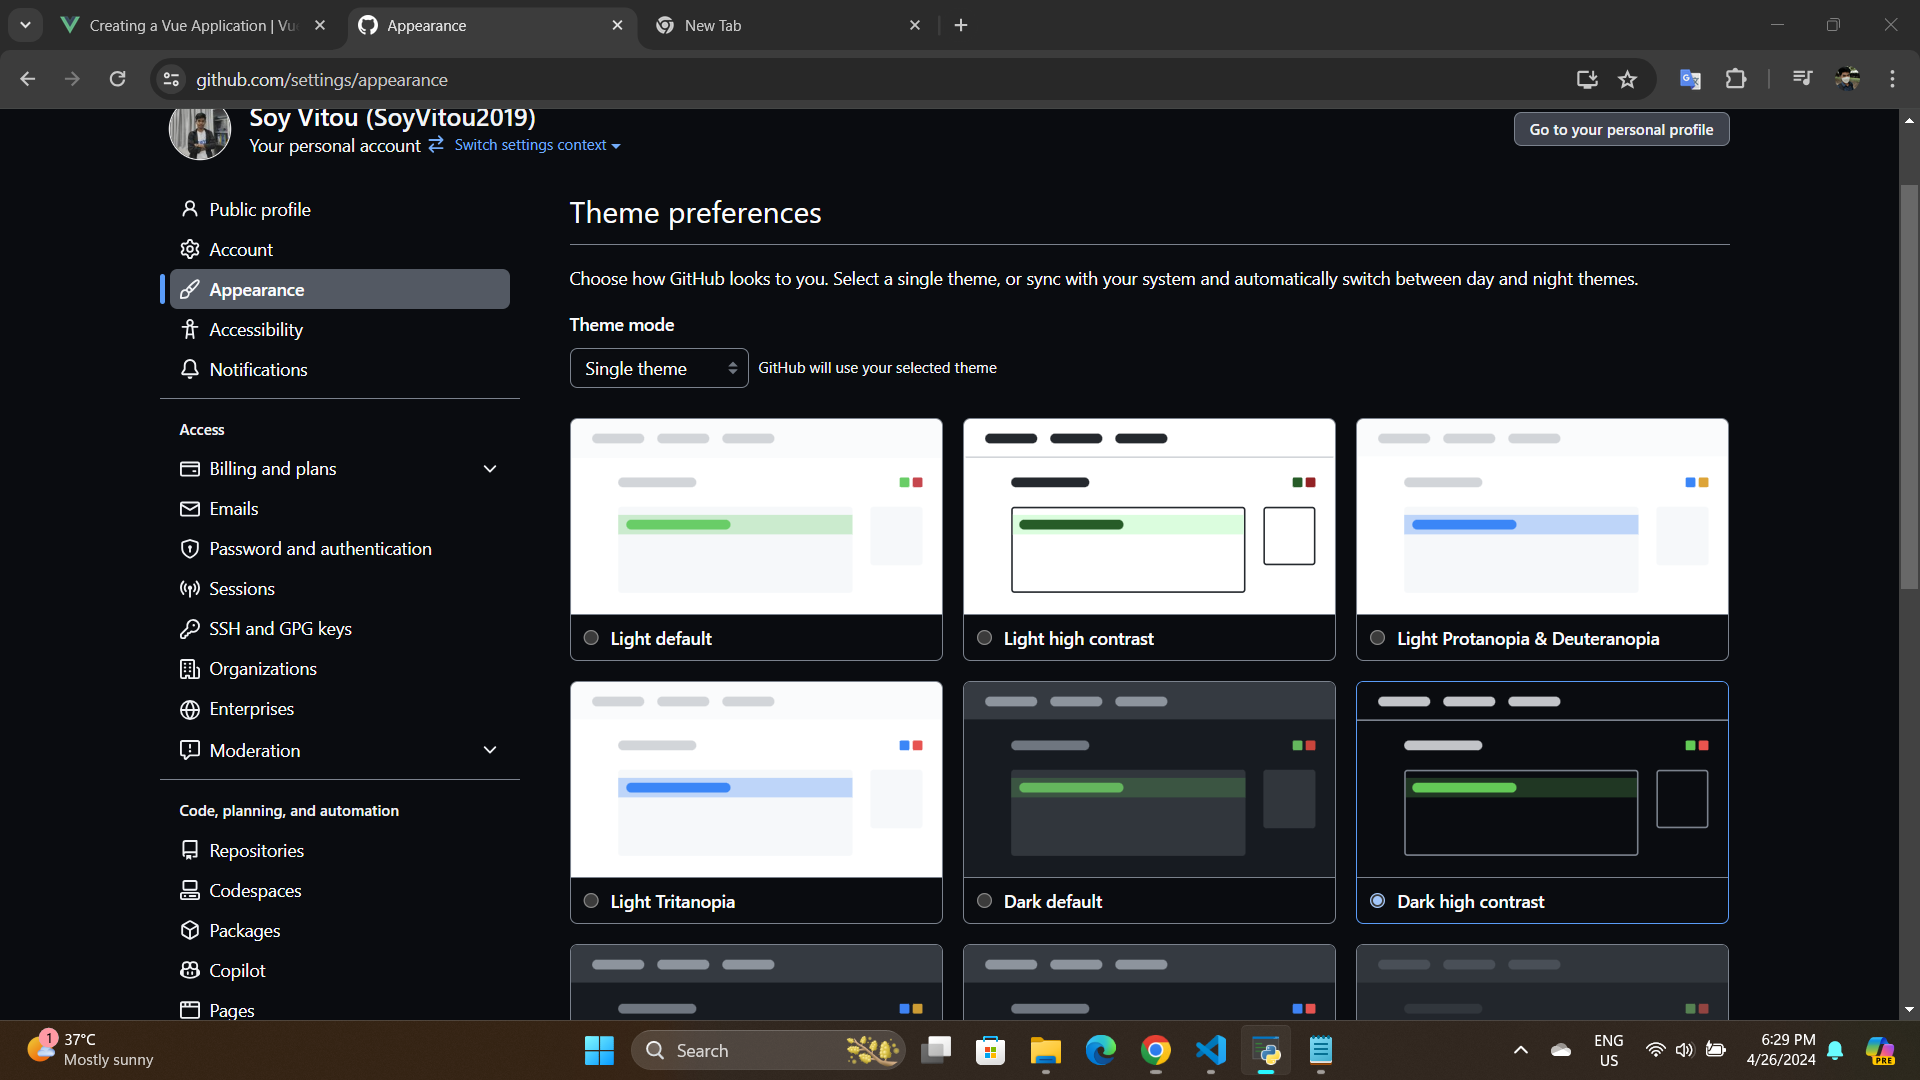 Creating a Vue Application | Vu
Appearance
New Tab
github.com/settings/appearance
Soy Vitou (SoyVitou2019)
Your personal account
Switch settings context
Go to your personal profile
Public profile
Account
Appearance
Accessibility
Notifications
Access
Billing and plans
Emails
Password and authentication
Sessions
SSH and GPG keys
Organizations
Enterprises
Moderation
Code, planning, and automation
Repositories
Codespaces
Packages
Copilot
Pages
Theme preferences
Choose how GitHub looks to you. Select a single theme, or sync with your system and automatically switch between day and night themes.
Theme mode
Single theme
GitHub will use your selected theme
Light default
Light high contrast
Light Protanopia & Deuteranopia
Light Tritanopia
Dark default
Dark high contrast
1
37°C
Mostly sunny
Search
ENG
US
6:29 PM
4/26/2024
PRE